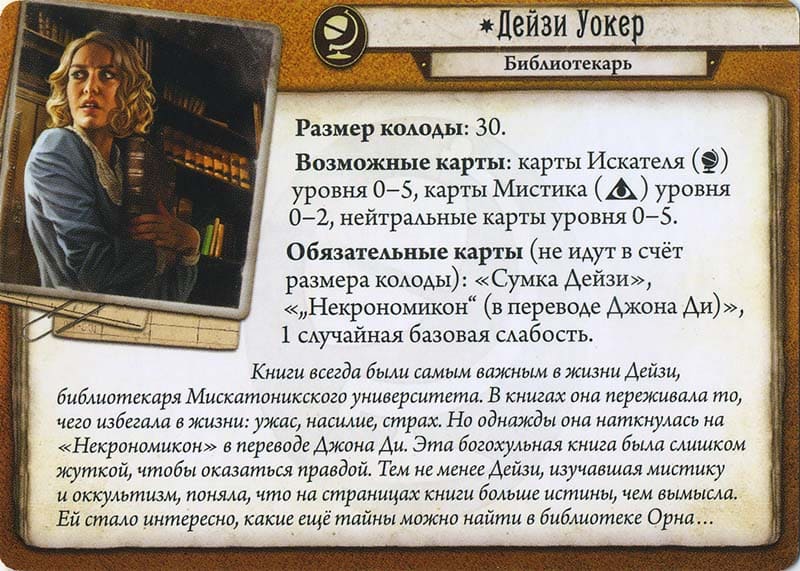 ✷Дейзи Уокер
Библиотекарь
Размер колоды: 30.
Возможные карты: карты Искателя ()
уровня 0–5, карты Мистика () уровня
0–2, нейтральные карты уровня 0–5.
Обязательные карты (не идут в счёт
размера колоды): «Сумка Дейзи»,
«„Некрономикон“ (в переводе Джона Ди)»,
1 случайная базовая слабость.
Книги всегда были самым важным в жизни Дейзи,
библиотекаря Мискатоникского университета. В книгах она переживала то,
чего избегала в жизни: ужас, насилие, страх. Но однажды она наткнулась на
«Некрономикон» в переводе Джона Ди. Эта богохульная книга была слишком
жуткой, чтобы оказаться правдой. Тем не менее Дейзи, изучавшая мистику
и оккультизм, поняла, что на страницах книги больше истины, чем вымысла.
Ей стало интересно, какие ещё тайны можно найти в библиотеке Орна…